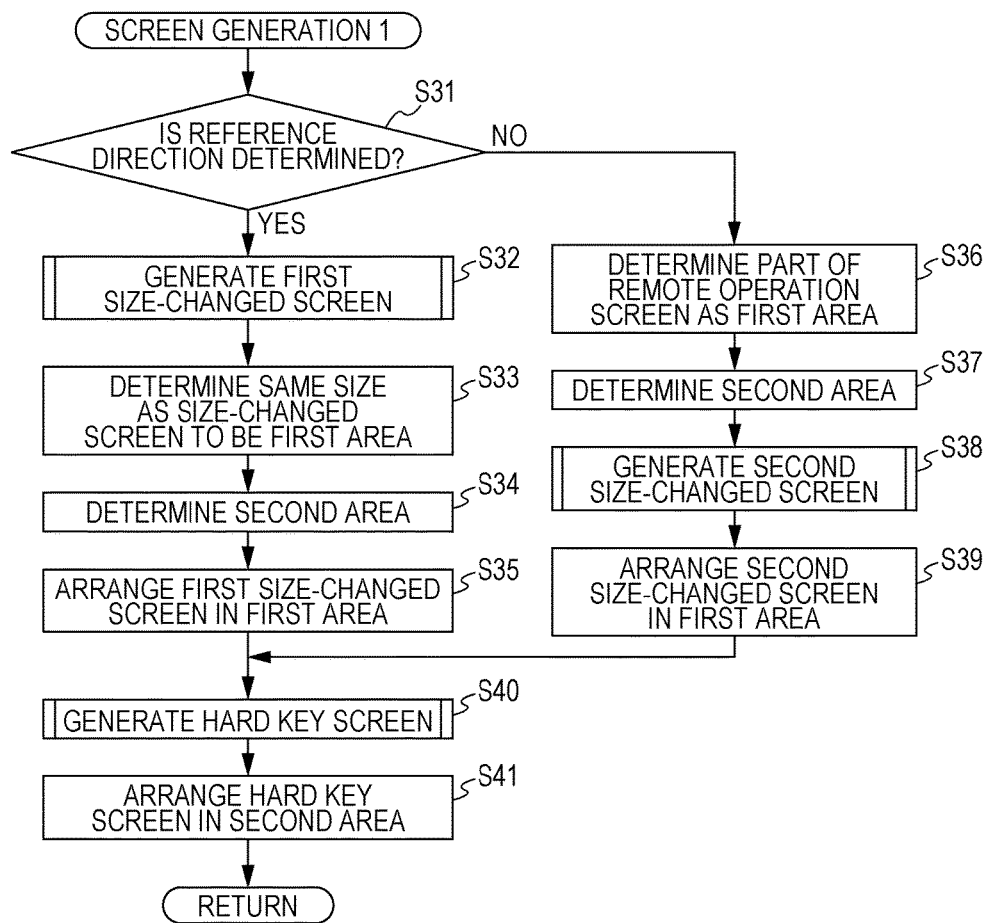 SCREEN GENERATION 1
S31
IS REFERENCE
DIRECTION DETERMINED?
NO
YES
S32
GENERATE FIRST
SIZE-CHANGED SCREEN
S33
DETERMINE SAME SIZE
AS SIZE-CHANGED
SCREEN TO BE FIRST AREA
S34
DETERMINE SECOND AREA
S35
ARRANGE FIRST SIZE-CHANGED
SCREEN IN FIRST AREA
S36
DETERMINE PART OF
REMOTE OPERATION
SCREEN AS FIRST AREA
S37
DETERMINE SECOND AREA
S38
GENERATE SECOND
SIZE-CHANGED SCREEN
S39
ARRANGE SECOND
SIZE-CHANGED SCREEN
IN FIRST AREA
S40
GENERATE HARD KEY SCREEN
S41
ARRANGE HARD KEY
SCREEN IN SECOND AREA
RETURN